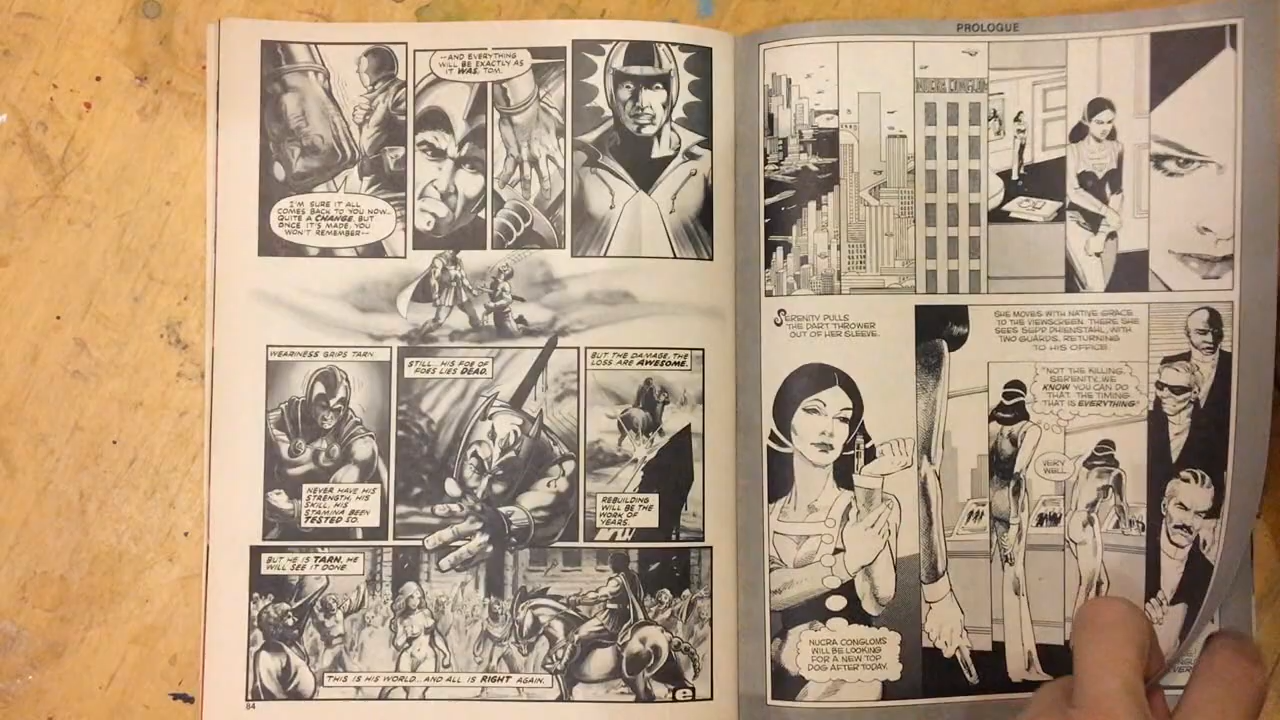 --AND EVERYTHING
WILL BE EXACTLY AS
IT WAS, TOM.
I'M SURE IT ALL
COMES BACK TO YOU NOW...
QUITE A CHANGE, BUT
ONCE IT'S MADE, YOU
WON'T REMEMBER--
WEARINESS GRIPS TARN.
NEVER HAVE HIS
STRENGTH, HIS
SKILL, HIS
STAMINA BEEN
TESTED SO.
STILL... HIS FOE OF
FOES LIES DEAD.
BUT THE DAMAGE, THE
LOSS ARE AWESOME.
REBUILDING
WILL BE THE
WORK OF
YEARS.
BUT HE IS TARN, HE
WILL SEE IT DONE.
THIS IS HIS WORLD... AND ALL IS RIGHT AGAIN.
e
84
PROLOGUE
NUCRA CONGLOM
SERENITY PULLS
THE DART THROWER
OUT OF HER SLEEVE.
NUCRA CONGLOMS
WILL BE LOOKING
FOR A NEW TOP
DOG AFTER TODAY.
SHE MOVES WITH NATIVE GRACE
TO THE VIEWSCREEN. THERE SHE
SEES SEPP DHIENSTAHL, WITH
TWO GUARDS, RETURNING
TO HIS OFFICE.
"NOT THE KILLING,
SERENITY. WE
KNOW YOU CAN DO
THAT. THE TIMING
THAT IS EVERYTHING"
VERY
WELL.